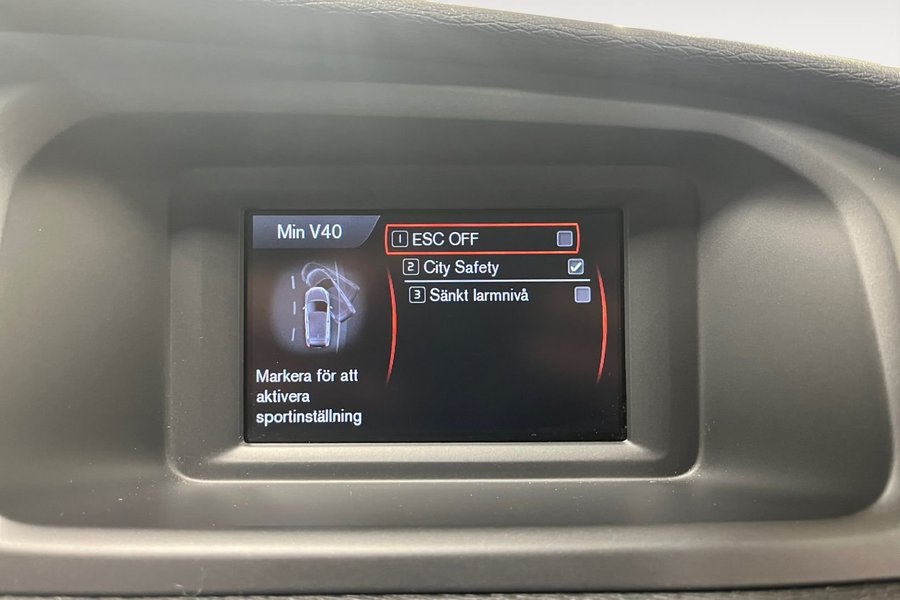 Min V40
1 ESC OFF
2 City Safety
3 Sänkt larmnivå
Markera för att
aktivera
sportinställning